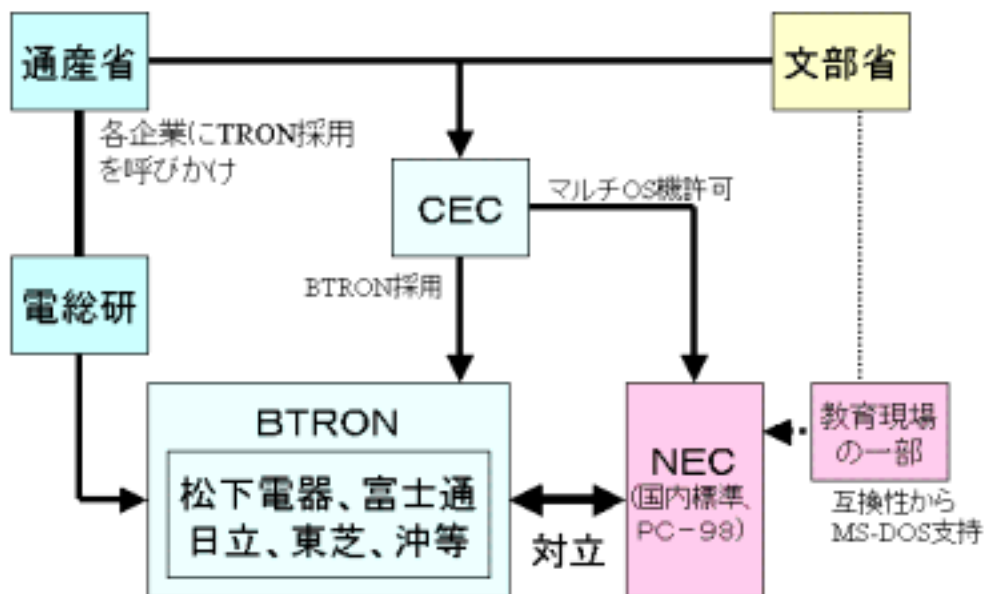 通産省
文部省
各企業にTRON採用
を呼びかけ
CEC
マルチOS機許可
BTRON採用
電総研
BTRON
松下電器、富士通
日立、東芝、沖等
対立
NEC
(国内標準、
PC-98)
教育現場
の一部
互換性から
MS-DOS支持